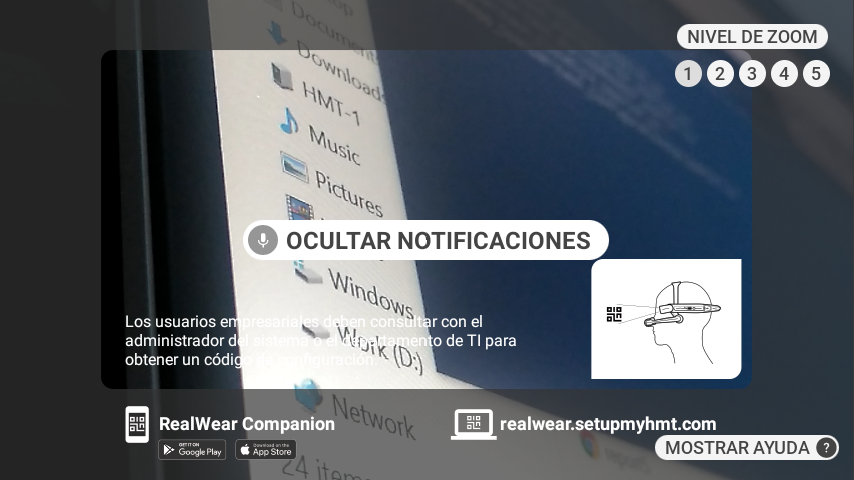 Documents
Downloads
HMT-1
Music
Pictures
Windows
Work (D:)
Network
24 items
NIVEL DE ZOOM
1 2 3 4 5
OCULTAR NOTIFICACIONES
Los usuarios empresariales deben consultar con el
administrador del sistema o el departamento de TI para
obtener un código de configuración.
RealWear Companion
GET IT ON
Google Play
Download on the
App Store
realwear.setupmyhmt.com
MOSTRAR AYUDA ?